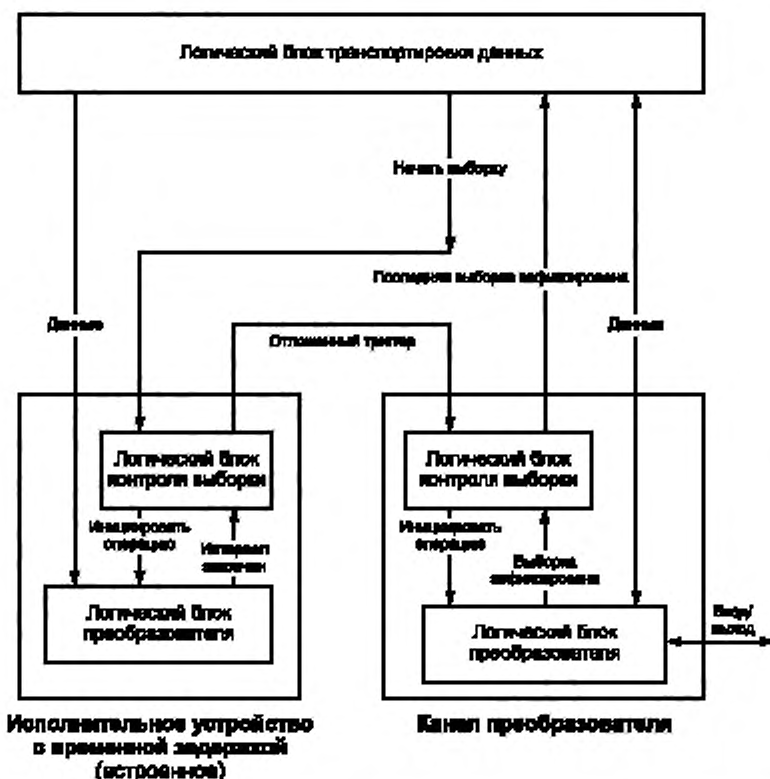 Логический блок транспортировки данных
Начать выборку
Последняя выборка зафиксирована
Данные
Данные
Отложенный триггер
Логический блок
контроля выборки
Логический блок
контроля выборки
Инициировать
операцию
Интервал
закончен
Инициировать
операцию
Выборка
зафиксирована
Логический блок
преобразователя
Логический блок
преобразователя
Вход/
выход
Исполнительное устройство
с временной задержкой
(встроенное)
Канал преобразователя